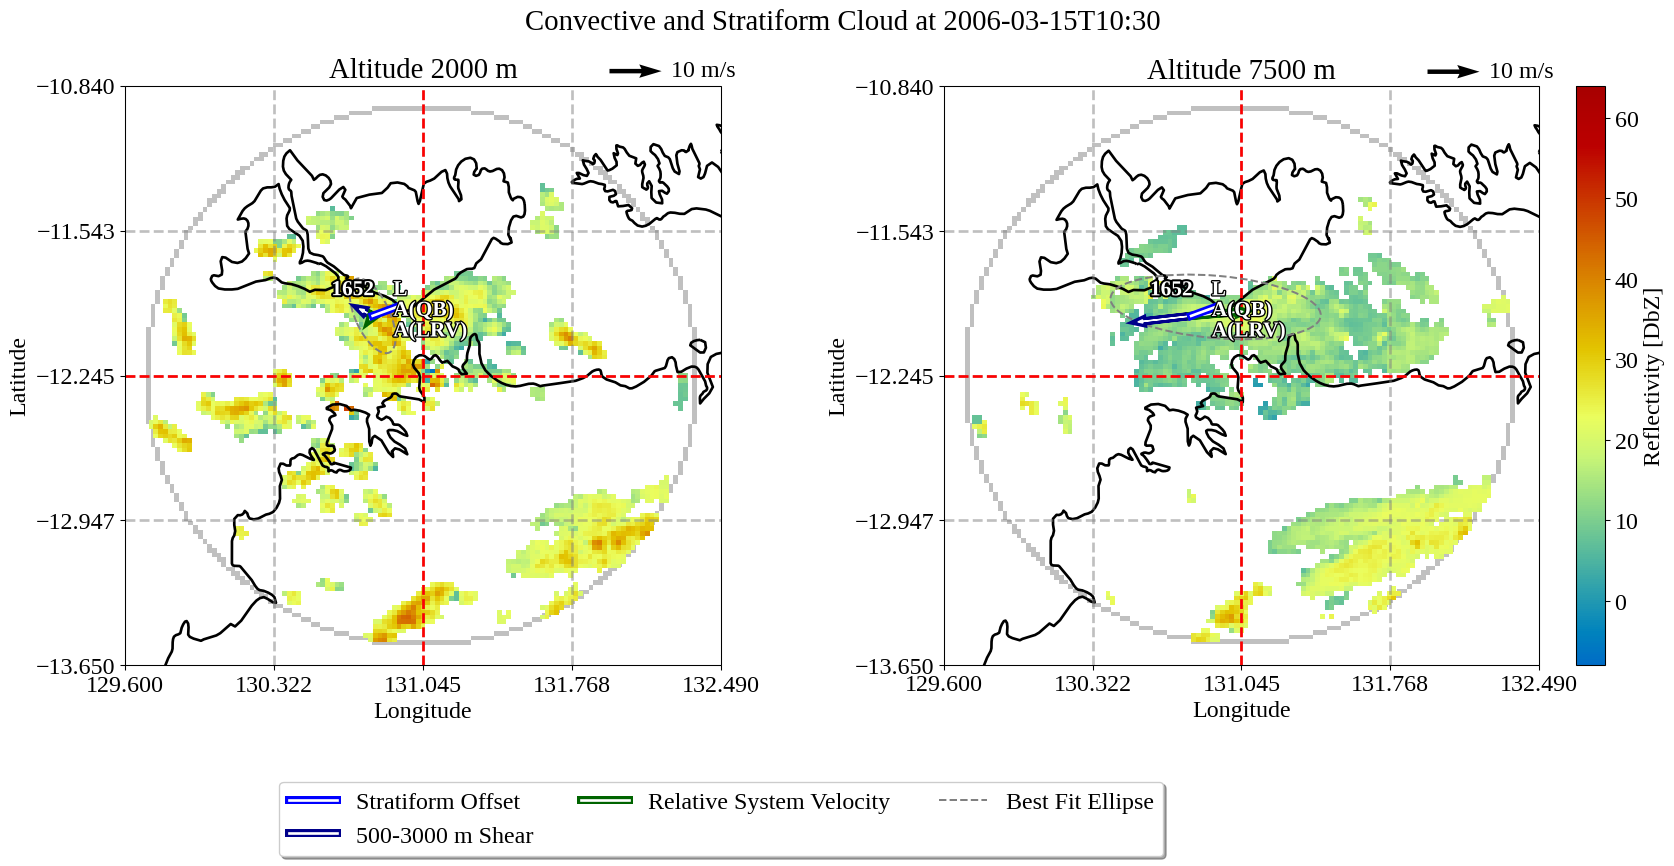 Convective and Stratiform Cloud at 2006-03-15T10:30
Altitude 2000 m
10 m/s
Altitude 7500 m
10 m/s
−10.840
−11.543
−12.245
−12.947
−13.650
Latitude
129.600
130.322
131.045
131.768
132.490
Longitude
1652
L
A(QB)
A(LRV)
−10.840
−11.543
−12.245
−12.947
−13.650
Latitude
129.600
130.322
131.045
131.768
132.490
Longitude
1652
L
A(QB)
A(LRV)
60
50
40
30
20
10
0
Reflectivity [DbZ]
Stratiform Offset
500-3000 m Shear
Relative System Velocity
Best Fit Ellipse